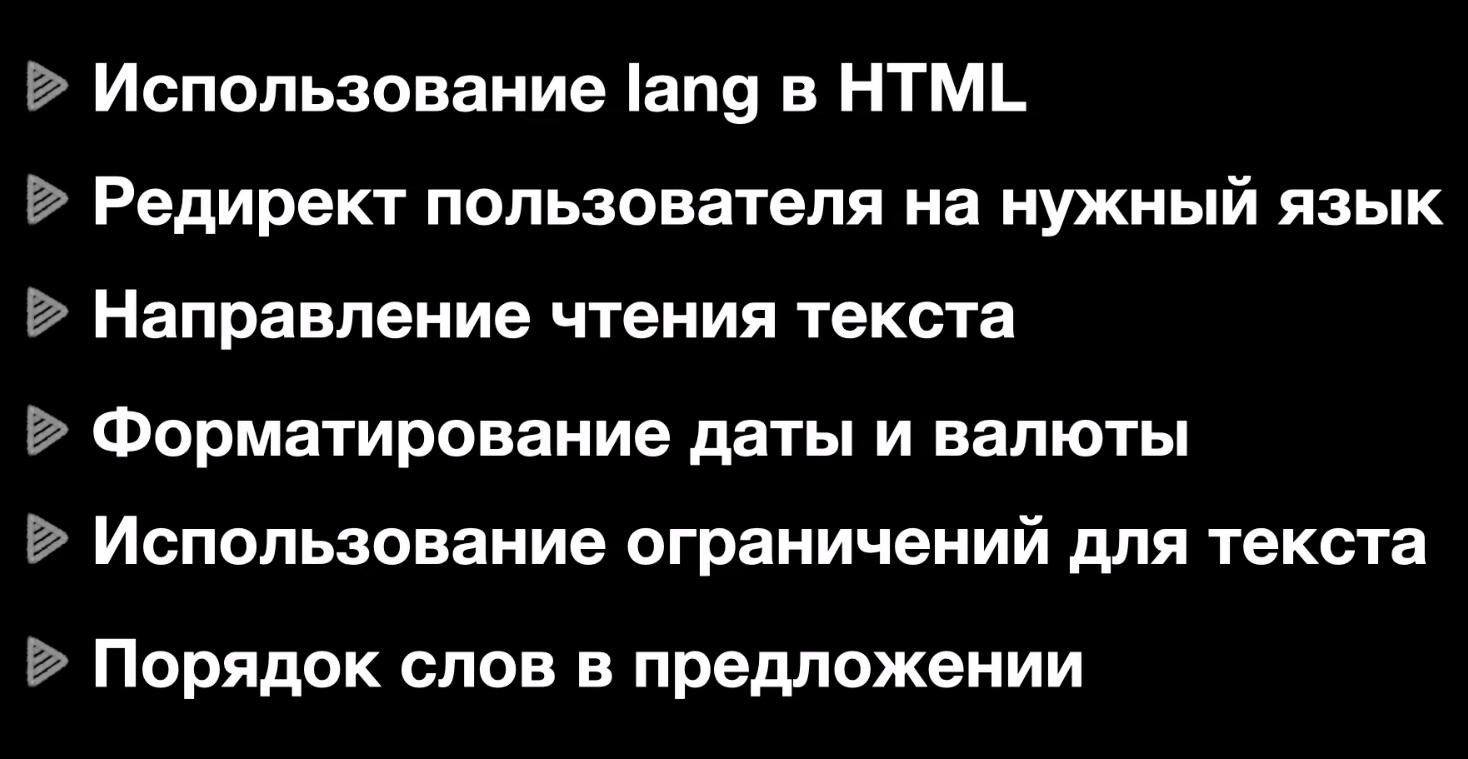 Использование lang в HTML
Редирект пользователя на нужный язык
Направление чтения текста
Форматирование даты и валюты
Использование ограничений для текста
Порядок слов в предложении